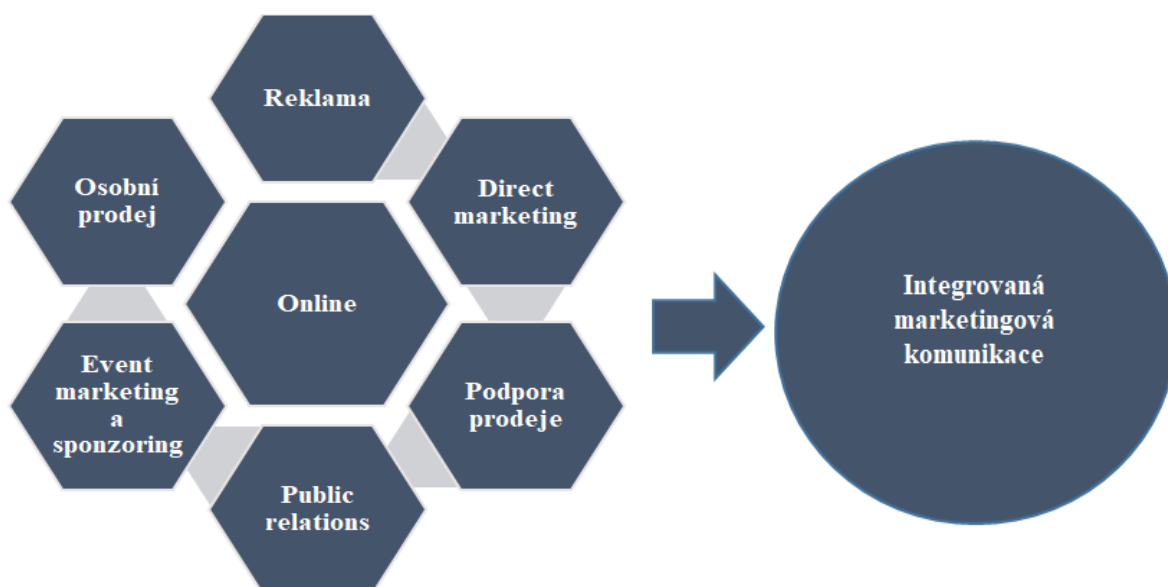 Reklama
Direct
marketing
Podpora
prodeje
Public
relations
Event
marketing
a
sponzoring
Osobní
prodej
Online
Integrovaná
marketingová
komunikace